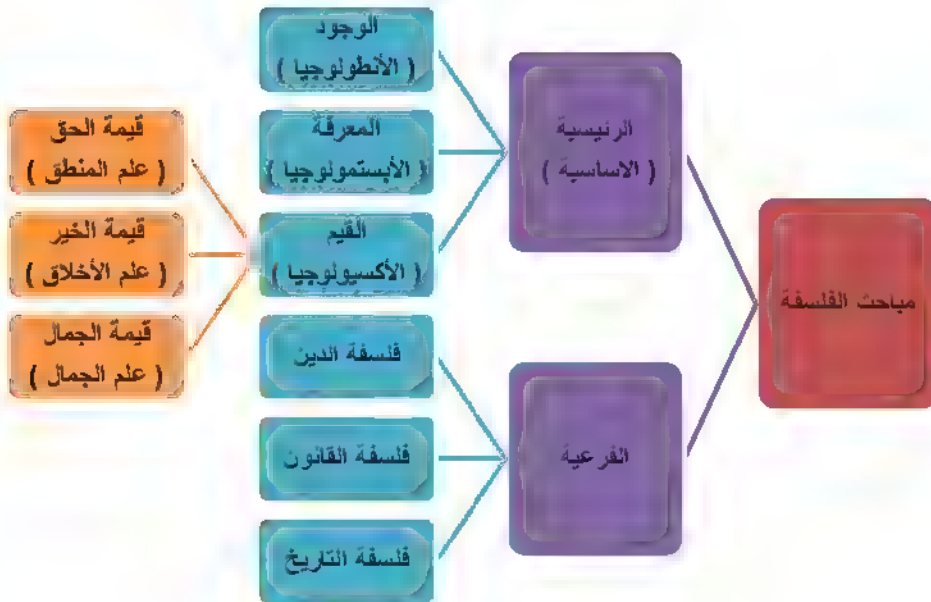 مباحث الفلسفة
الرئيسية
( الاساسية )
الوجود
( الأنطولوجيا )
المعرفة
( الأبستمولوجيا )
القيم
( الأكسيولوجيا )
قيمة الحق
( علم المنطق )
قيمة الخير
( علم الأخلاق )
قيمة الجمال
( علم الجمال )
الفرعية
فلسفة الدين
فلسفة القانون
فلسفة التاريخ